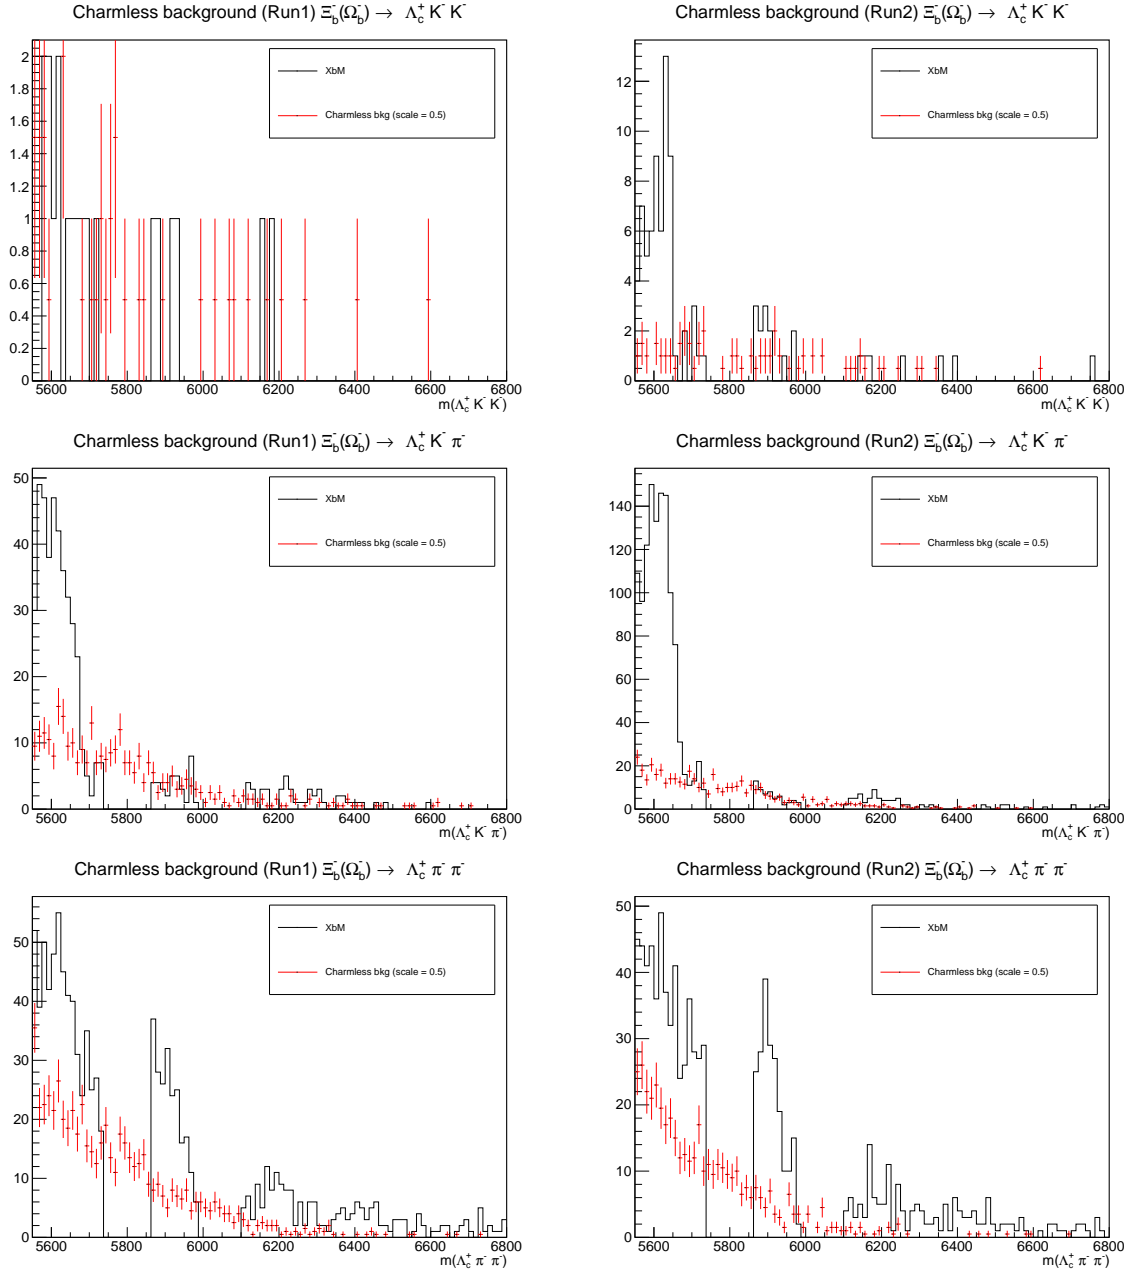 Charmless background (Run1) Ξb-(Ωb-) → Λc+ K- K-
2
1.8
1.6
1.4
1.2
1
0.8
0.6
0.4
0.2
0
XbM
Charmless bkg (scale = 0.5)
5600 5800 6000 6200 6400 6600 6800
m(Λc+ K- K-)
Charmless background (Run2) Ξb-(Ωb-) → Λc+ K- K-
12
10
8
6
4
2
0
XbM
Charmless bkg (scale = 0.5)
5600 5800 6000 6200 6400 6600 6800
m(Λc+ K- K-)
Charmless background (Run1) Ξb-(Ωb-) → Λc+ K- π-
50
40
30
20
10
0
XbM
Charmless bkg (scale = 0.5)
5600 5800 6000 6200 6400 6600 6800
m(Λc+ K- π-)
Charmless background (Run2) Ξb-(Ωb-) → Λc+ K- π-
140
120
100
80
60
40
20
0
XbM
Charmless bkg (scale = 0.5)
5600 5800 6000 6200 6400 6600 6800
m(Λc+ K- π-)
Charmless background (Run1) Ξb-(Ωb-) → Λc+ π- π-
50
40
30
20
10
0
XbM
Charmless bkg (scale = 0.5)
5600 5800 6000 6200 6400 6600 6800
m(Λc+ π- π-)
Charmless background (Run2) Ξb-(Ωb-) → Λc+ π- π-
50
40
30
20
10
0
XbM
Charmless bkg (scale = 0.5)
5600 5800 6000 6200 6400 6600 6800
m(Λc+ π- π-)